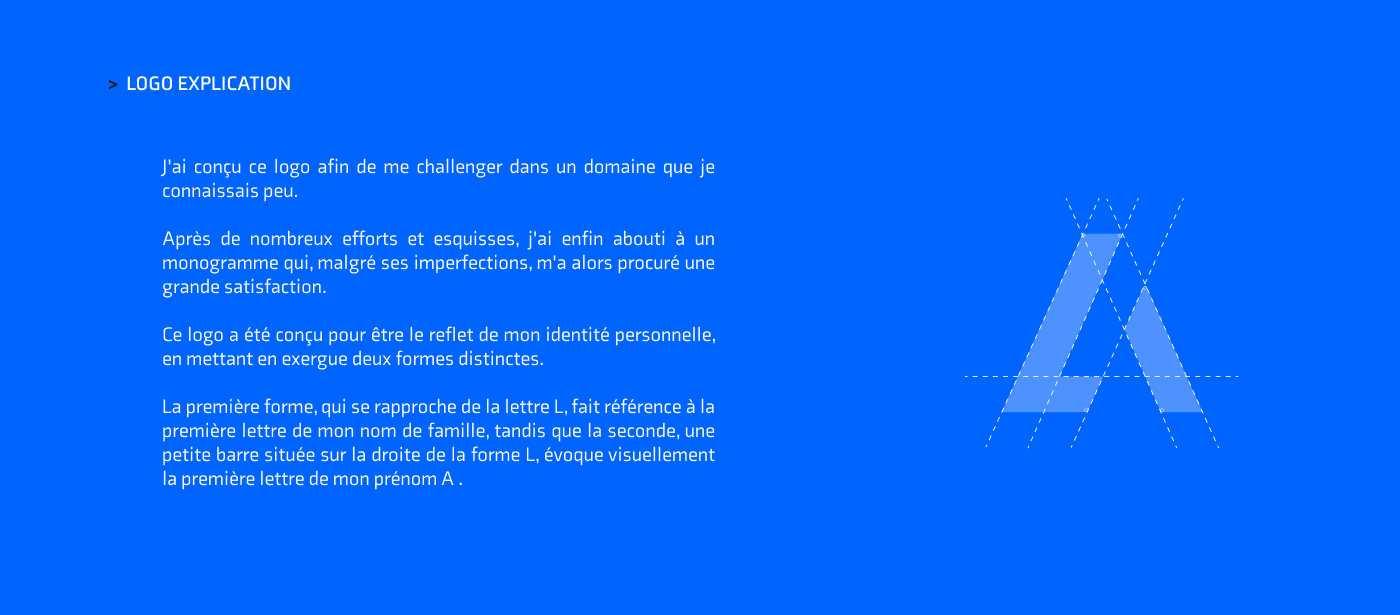 > LOGO EXPLICATION
J'ai conçu ce logo afin de me challenger dans un domaine que je
connaissais peu.
Après de nombreux efforts et esquisses, j'ai enfin abouti à un
monogramme qui, malgré ses imperfections, m'a alors procuré une
grande satisfaction.
Ce logo a été conçu pour être le reflet de mon identité personnelle,
en mettant en exergue deux formes distinctes.
La première forme, qui se rapproche de la lettre L, fait référence à la
première lettre de mon nom de famille, tandis que la seconde, une
petite barre située sur la droite de la forme L, évoque visuellement
la première lettre de mon prénom A .